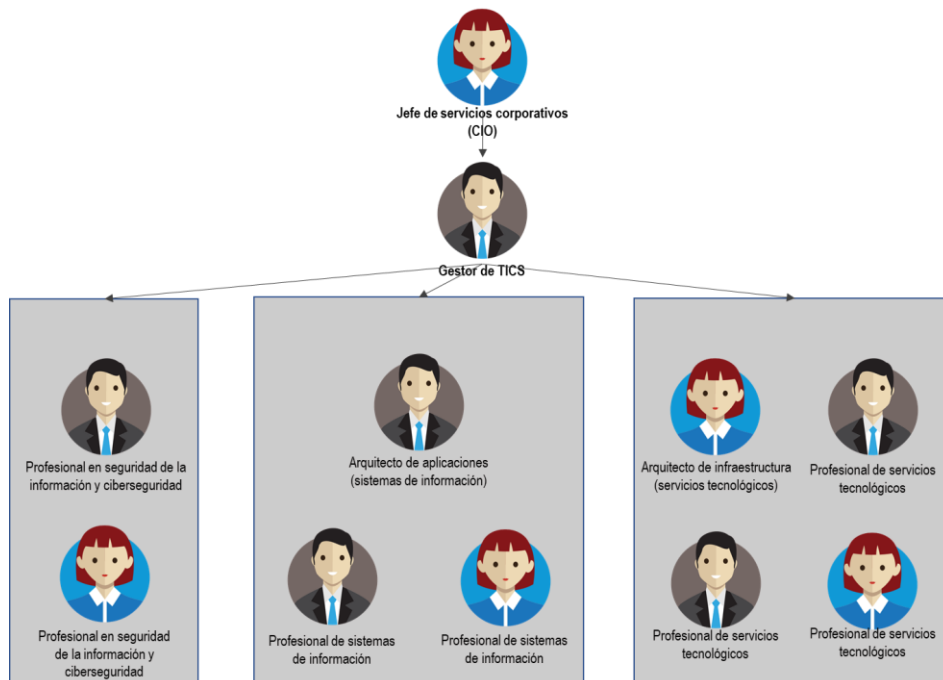 Jefe de servicios corporativos
(CIO)
Gestor de TICS
Profesional en seguridad de la
información y ciberseguridad
Profesional en seguridad
de la información y
ciberseguridad
Arquitecto de aplicaciones
(sistemas de información)
Profesional de sistemas
de información
Profesional de sistemas
de información
Arquitecto de infraestructura
(servicios tecnológicos)
Profesional de servicios
tecnológicos
Profesional de servicios
tecnológicos
Profesional de servicios
tecnológicos